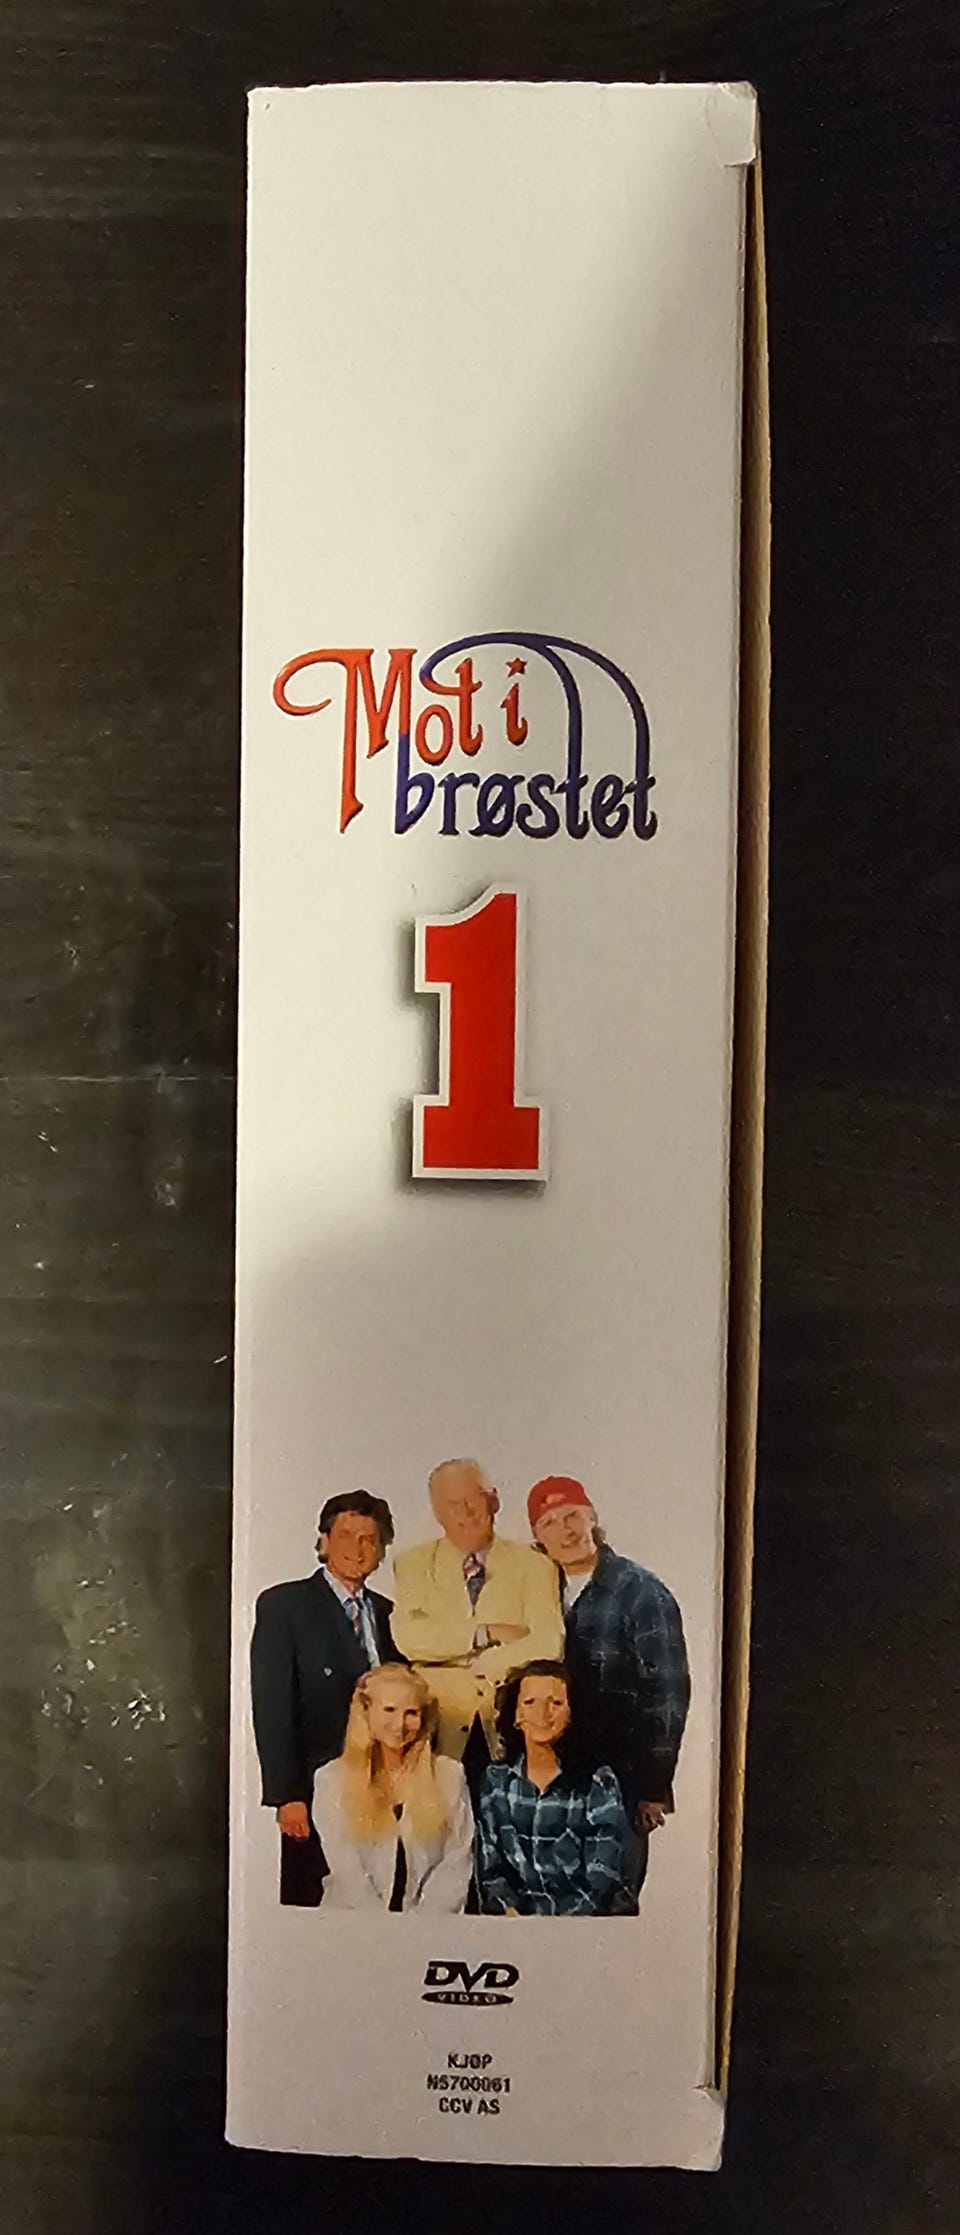 Mot i
brøstet
1
DVD
VIDEO
KJØP
NS700061
CCV AS